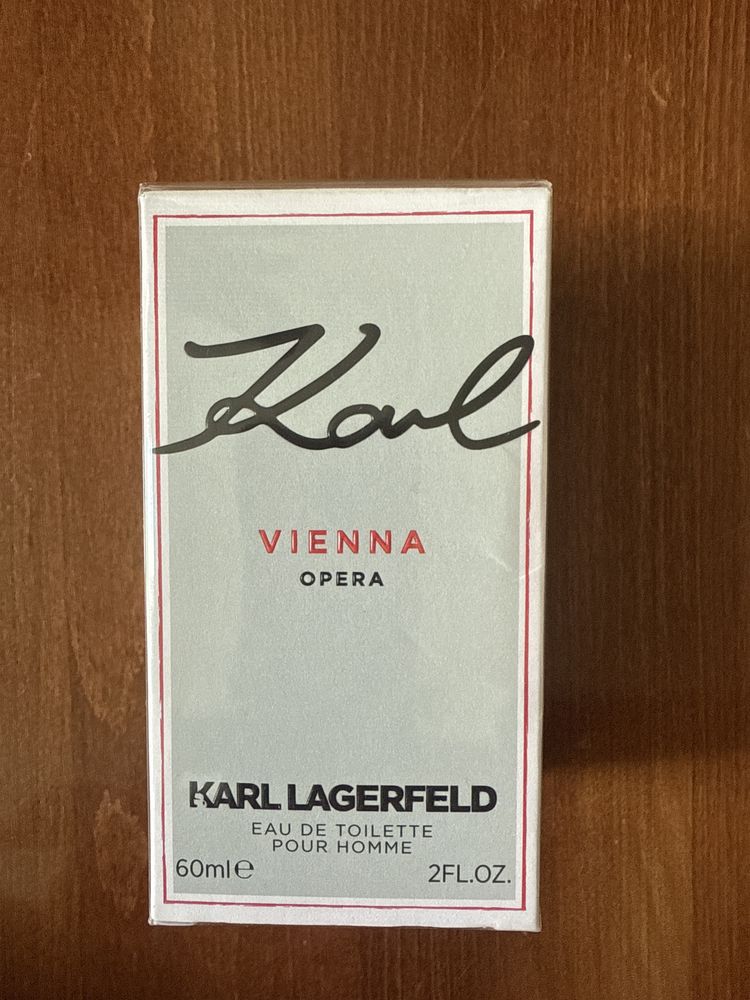 Karl
VIENNA
OPERA
KARL LAGERFELD
EAU DE TOILETTE
POUR HOMME
60ml℮ 2FL.OZ.